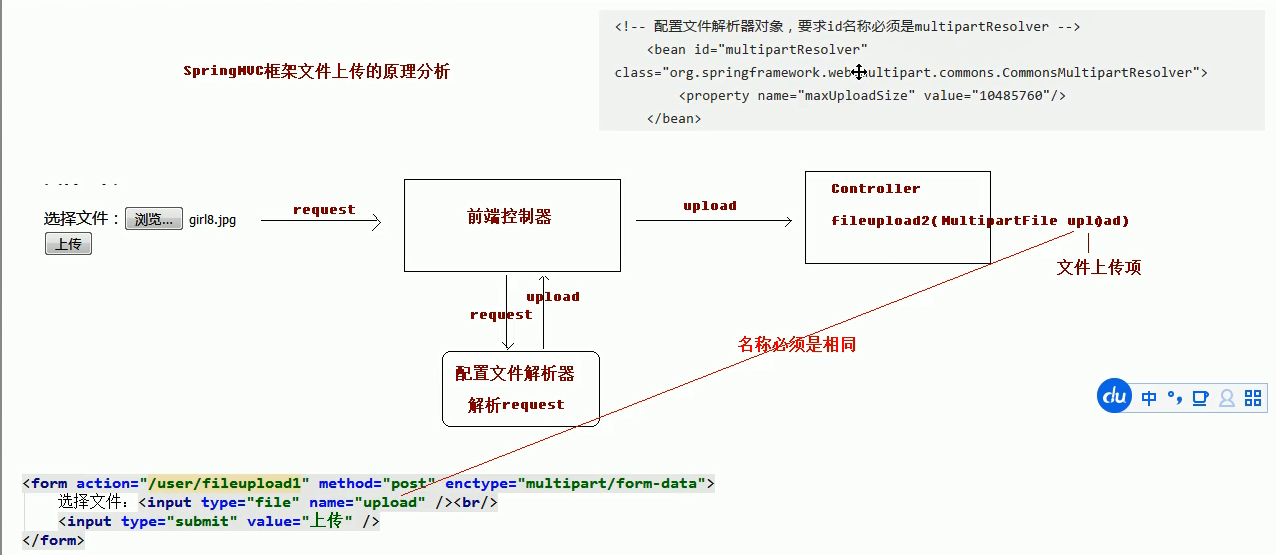 <!-- 配置文件解析器对象，要求id名称必须是multipartResolver -->
<bean id="multipartResolver"
class="org.springframework.web.multipart.commons.CommonsMultipartResolver">
<property name="maxUploadSize" value="10485760"/>
</bean>
SpringMVC框架文件上传的原理分析
选择文件： 浏览... girl8.jpg
上传
request
前端控制器
upload
Controller
fileupload2(MultipartFile upload)
文件上传项
upload
request
名称必须是相同
配置文件解析器
解析request
du 中
<form action="/user/fileupload1" method="post" enctype="multipart/form-data">
选择文件：<input type="file" name="upload" /><br/>
<input type="submit" value="上传" />
</form>